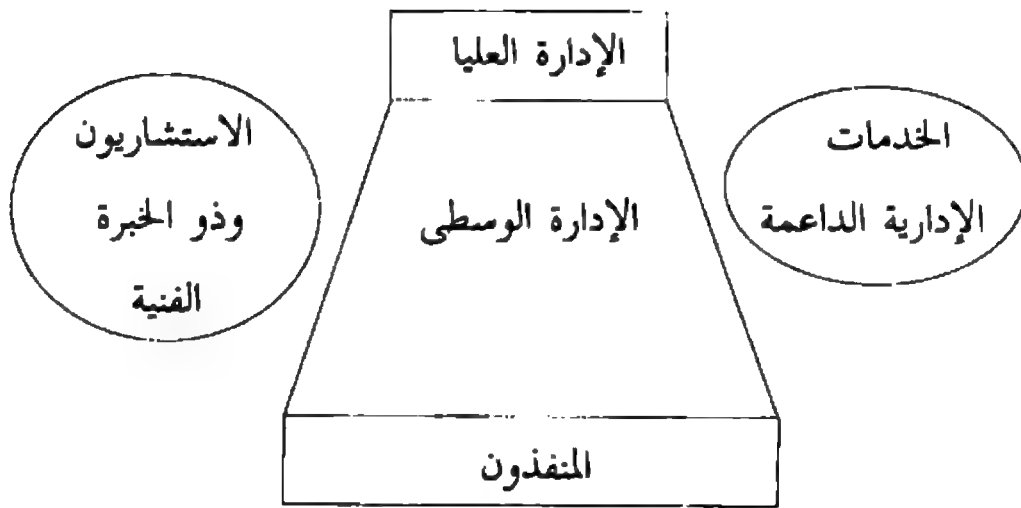 الإدارة العليا
الخدمات
الإدارية الداعمة
الإدارة الوسطى
الاستشاريون
وذو الخبرة
الفنية
المنفذون